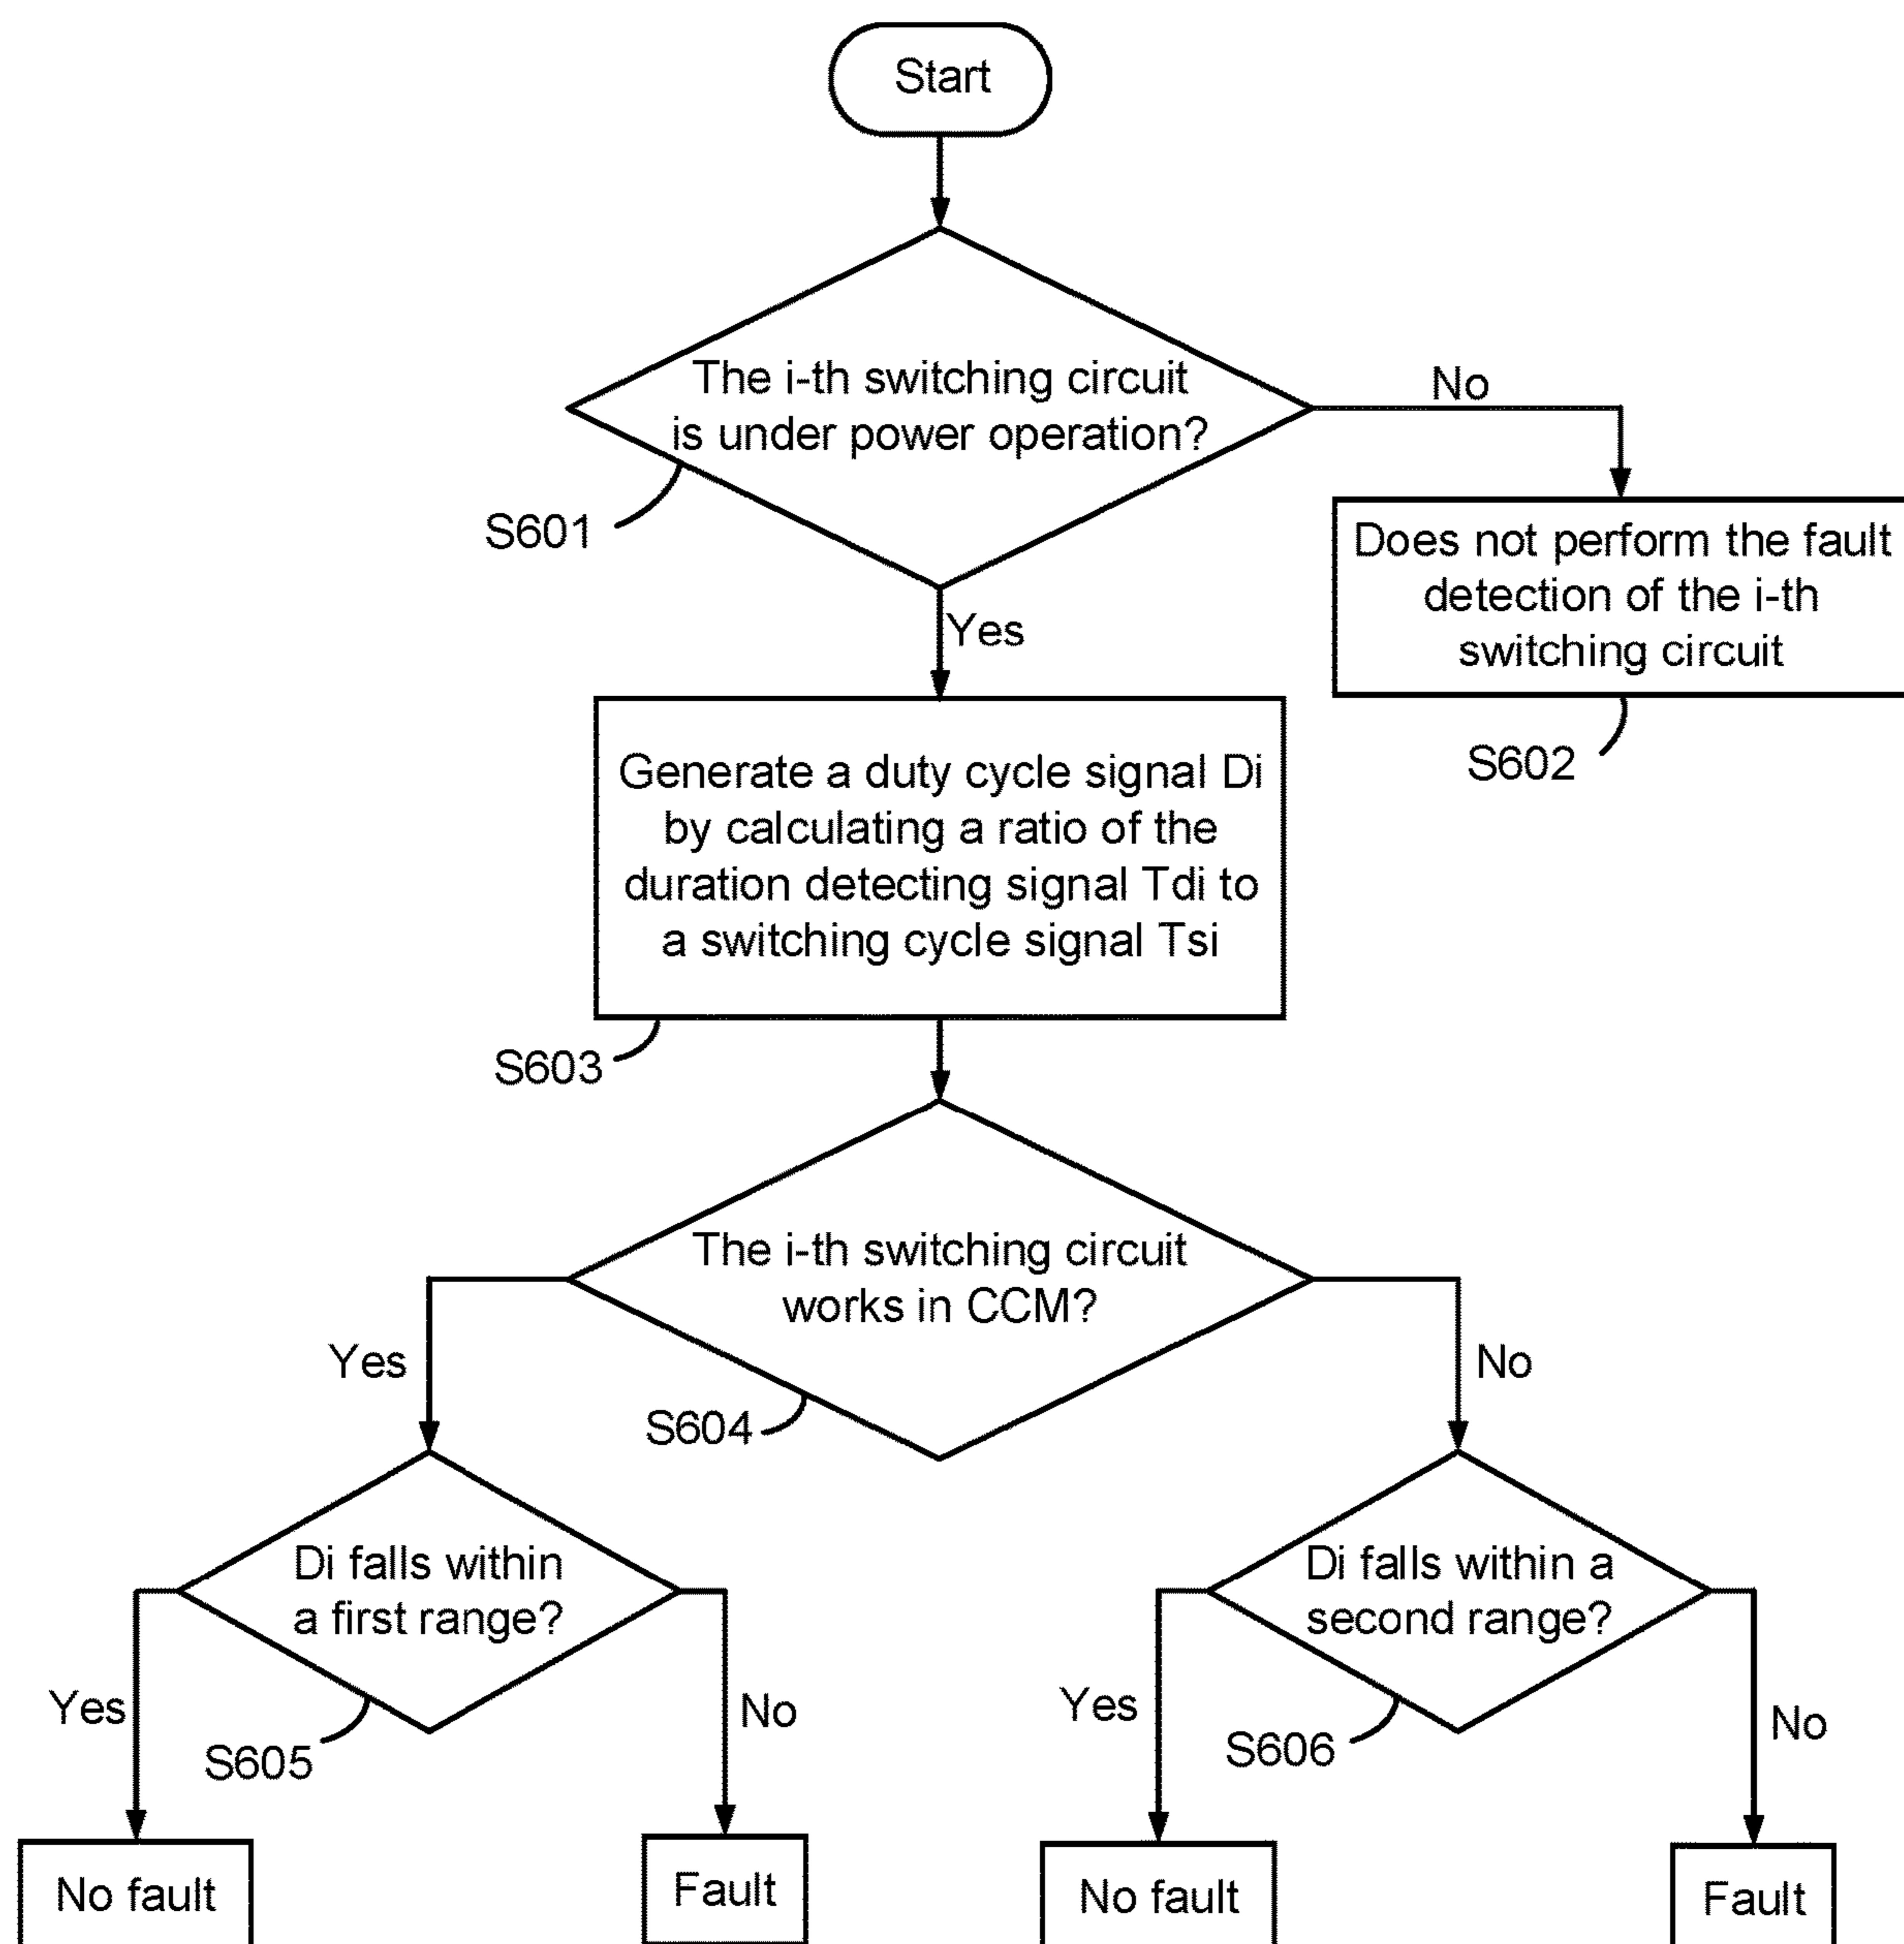 Start
The i-th switching circuit
is under power operation?
No
S601
Does not perform the fault
detection of the i-th
switching circuit
Yes
S602
Generate a duty cycle signal Di
by calculating a ratio of the
duration detecting signal Tdi to
a switching cycle signal Tsi
S603
The i-th switching circuit
works in CCM?
Yes
No
S604
Di falls within
a first range?
Di falls within a
second range?
Yes
No
S605
Yes
No
S606
No fault
Fault
No fault
Fault